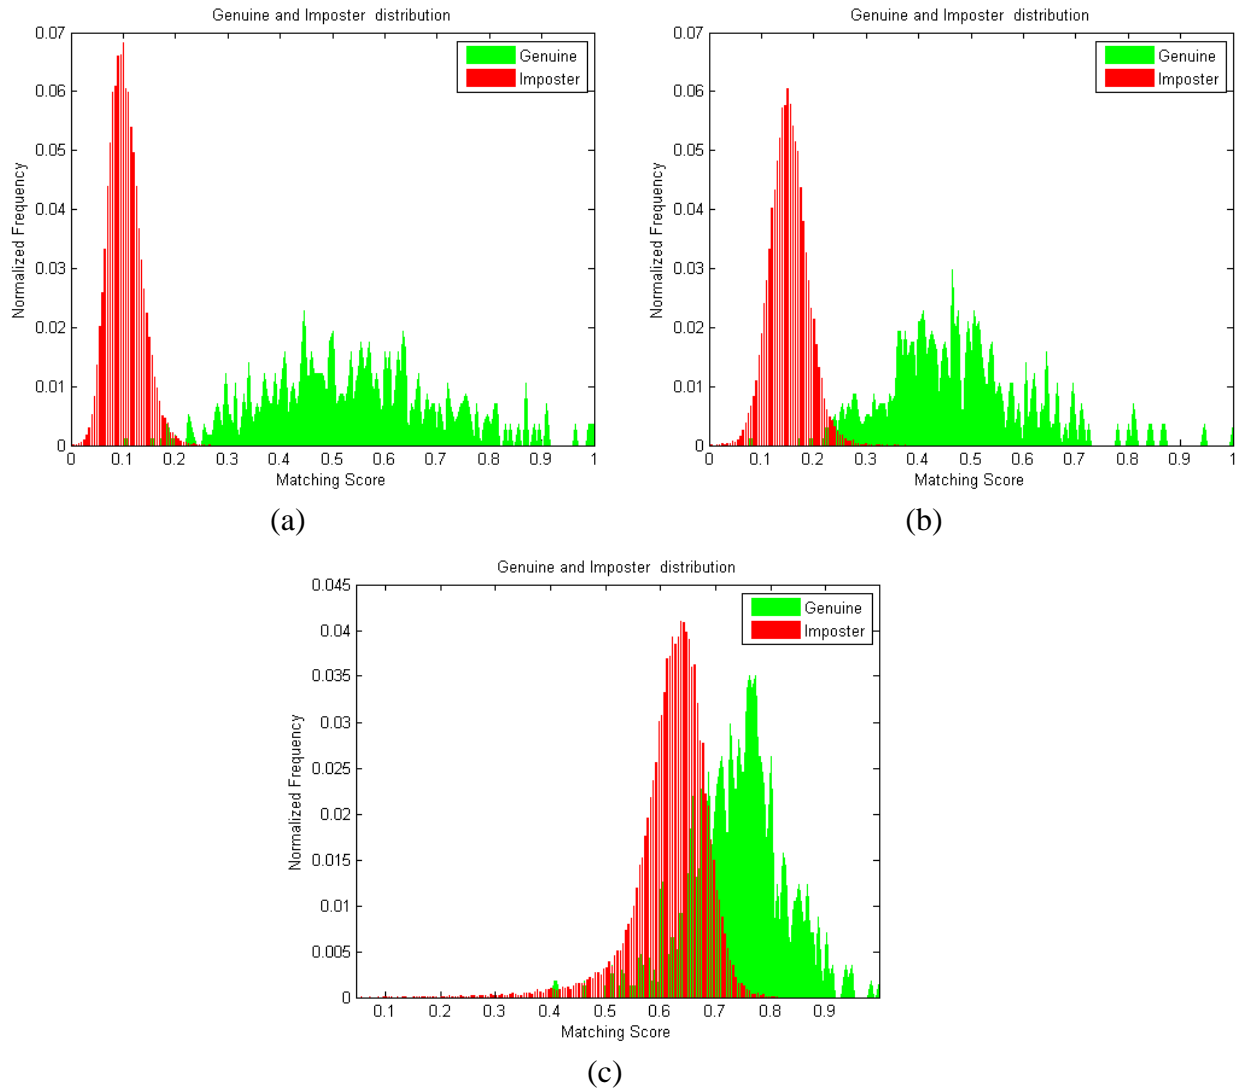 Genuine and Imposter distribution
0.07
0.06
0.05
0.04
0.03
0.02
0.01
0
Normalized Frequency
Genuine
Imposter
0 0.1 0.2 0.3 0.4 0.5 0.6 0.7 0.8 0.9 1
Matching Score
(a)
Genuine and Imposter distribution
0.07
0.06
0.05
0.04
0.03
0.02
0.01
0
Normalized Frequency
Genuine
Imposter
0 0.1 0.2 0.3 0.4 0.5 0.6 0.7 0.8 0.9 1
Matching Score
(b)
Genuine and Imposter distribution
0.045
0.04
0.035
0.03
0.025
0.02
0.015
0.01
0.005
0
Normalized Frequency
Genuine
Imposter
0.1 0.2 0.3 0.4 0.5 0.6 0.7 0.8 0.9
Matching Score
(c)